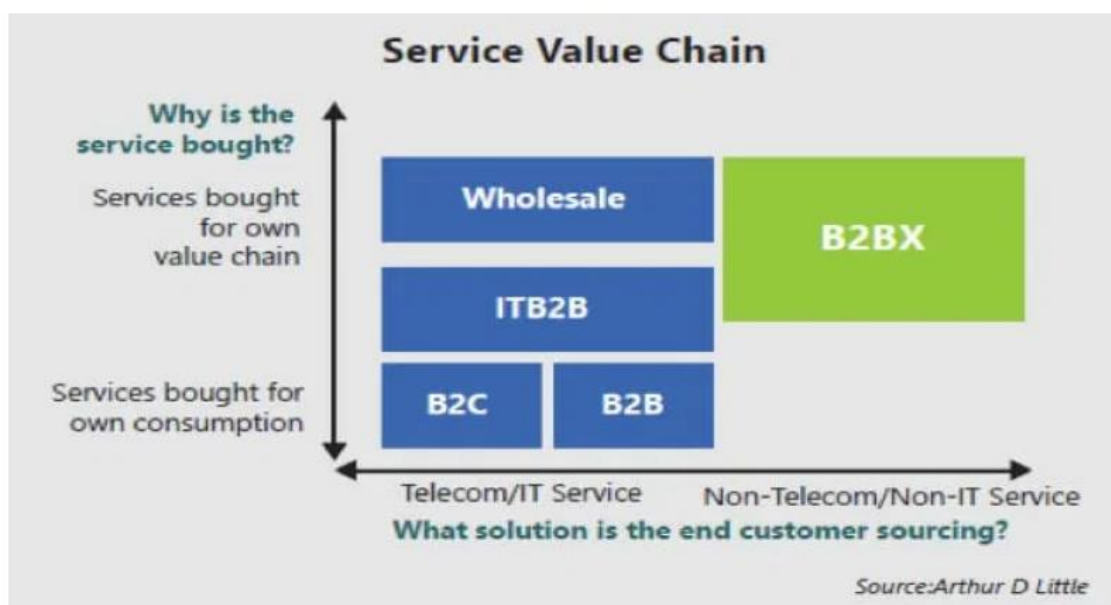 Service Value Chain
Why is the
service bought?
Services bought
for own
value chain
Wholesale
B2BX
ITB2B
Services bought for
own consumption
B2C
B2B
Telecom/IT Service
Non-Telecom/Non-IT Service
What solution is the end customer sourcing?
Source:Arthur D Little